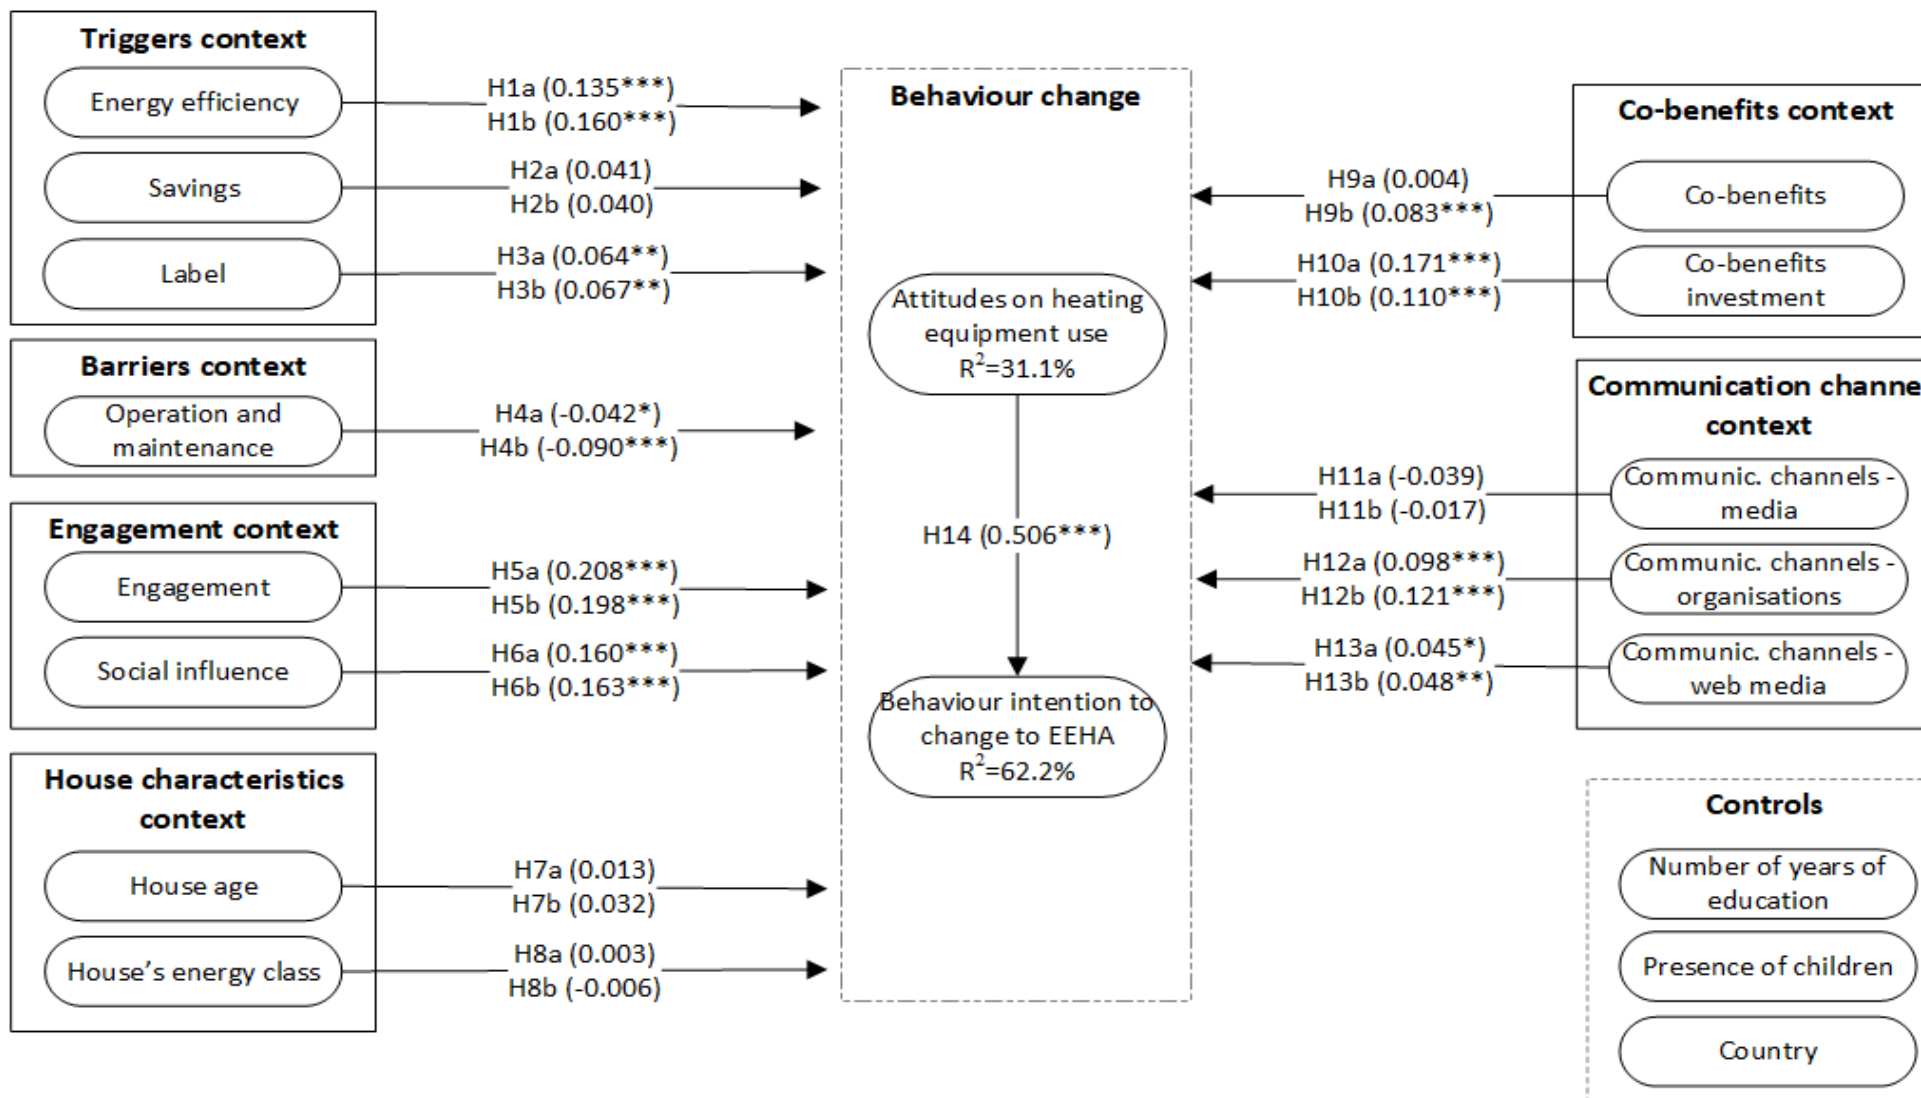 Triggers context
Energy efficiency
Savings
Label
H1a (0.135***)
H1b (0.160***)
H2a (0.041)
H2b (0.040)
H3a (0.064**)
H3b (0.067**)
Barriers context
Operation and
maintenance
H4a (-0.042*)
H4b (-0.090***)
Engagement context
Engagement
Social influence
H5a (0.208***)
H5b (0.198***)
H6a (0.160***)
H6b (0.163***)
House characteristics
context
House age
House's energy class
H7a (0.013)
H7b (0.032)
H8a (0.003)
H8b (-0.006)
Behaviour change
Attitudes on heating
equipment use
R²=31.1%
H14 (0.506***)
Behaviour intention to
change to EEHA
R²=62.2%
Co-benefits context
Co-benefits
Co-benefits
investment
H9a (0.004)
H9b (0.083***)
H10a (0.171***)
H10b (0.110***)
Communication channe
context
Communic. channels -
media
Communic. channels -
organisations
Communic. channels -
web media
H11a (-0.039)
H11b (-0.017)
H12a (0.098***)
H12b (0.121***)
H13a (0.045*)
H13b (0.048**)
Controls
Number of years of
education
Presence of children
Country